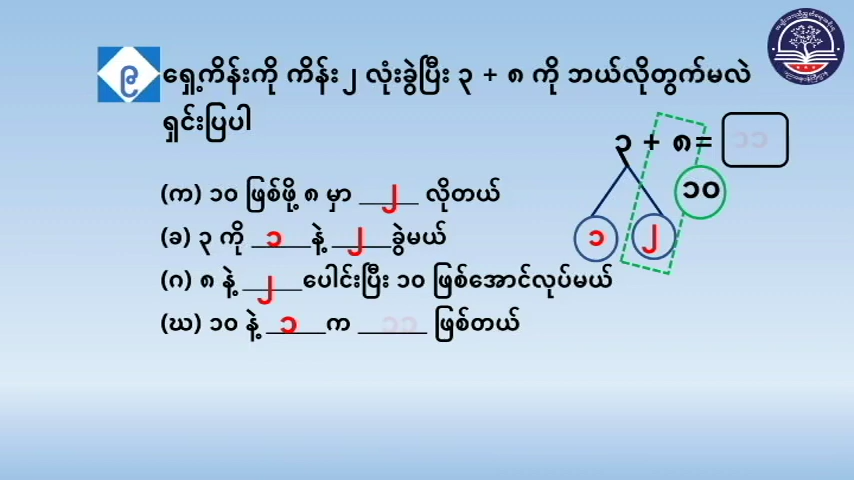 ၉ ရှေ့ကိန်းကို ကိန်း၂ လုံးခွဲပြီး ၃ + ၈ ကို ဘယ်လိုတွက်မလဲ
ရှင်းပြပါ
၃ + ၈ = ၁၁
၁၀
၁ ၂
(က) ၁၀ ဖြစ်ဖို့ ၈ မှာ ၂ လိုတယ်
(ခ) ၃ ကို ၁ နဲ့ ၂ ခွဲမယ်
(ဂ) ၈ နဲ့ ၂ ပေါင်းပြီး ၁၀ ဖြစ်အောင်လုပ်မယ်
(ဃ) ၁၀ နဲ့ ၁ က ၁၁ ဖြစ်တယ်